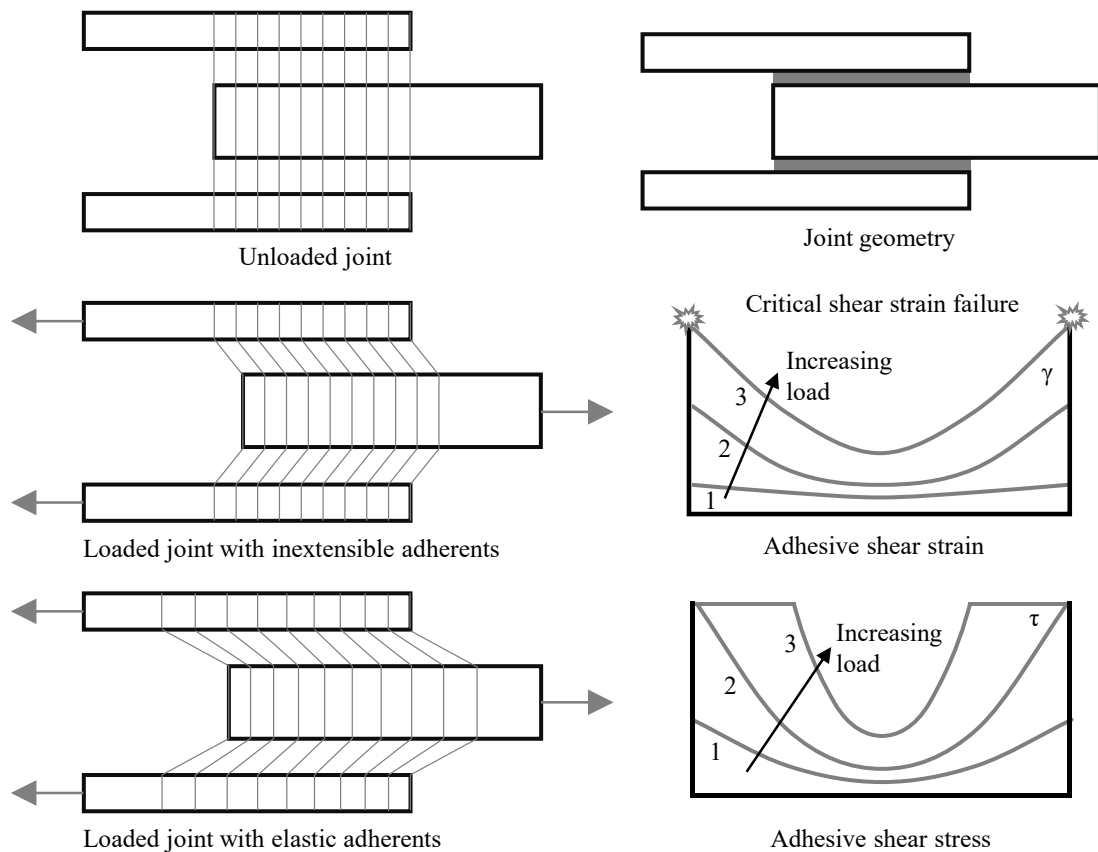 Unloaded joint
Joint geometry
Loaded joint with inextensible adherents
Critical shear strain failure
Increasing
load
γ
3
2
1
Adhesive shear strain
Loaded joint with elastic adherents
τ
Increasing
load
3
2
1
Adhesive shear stress